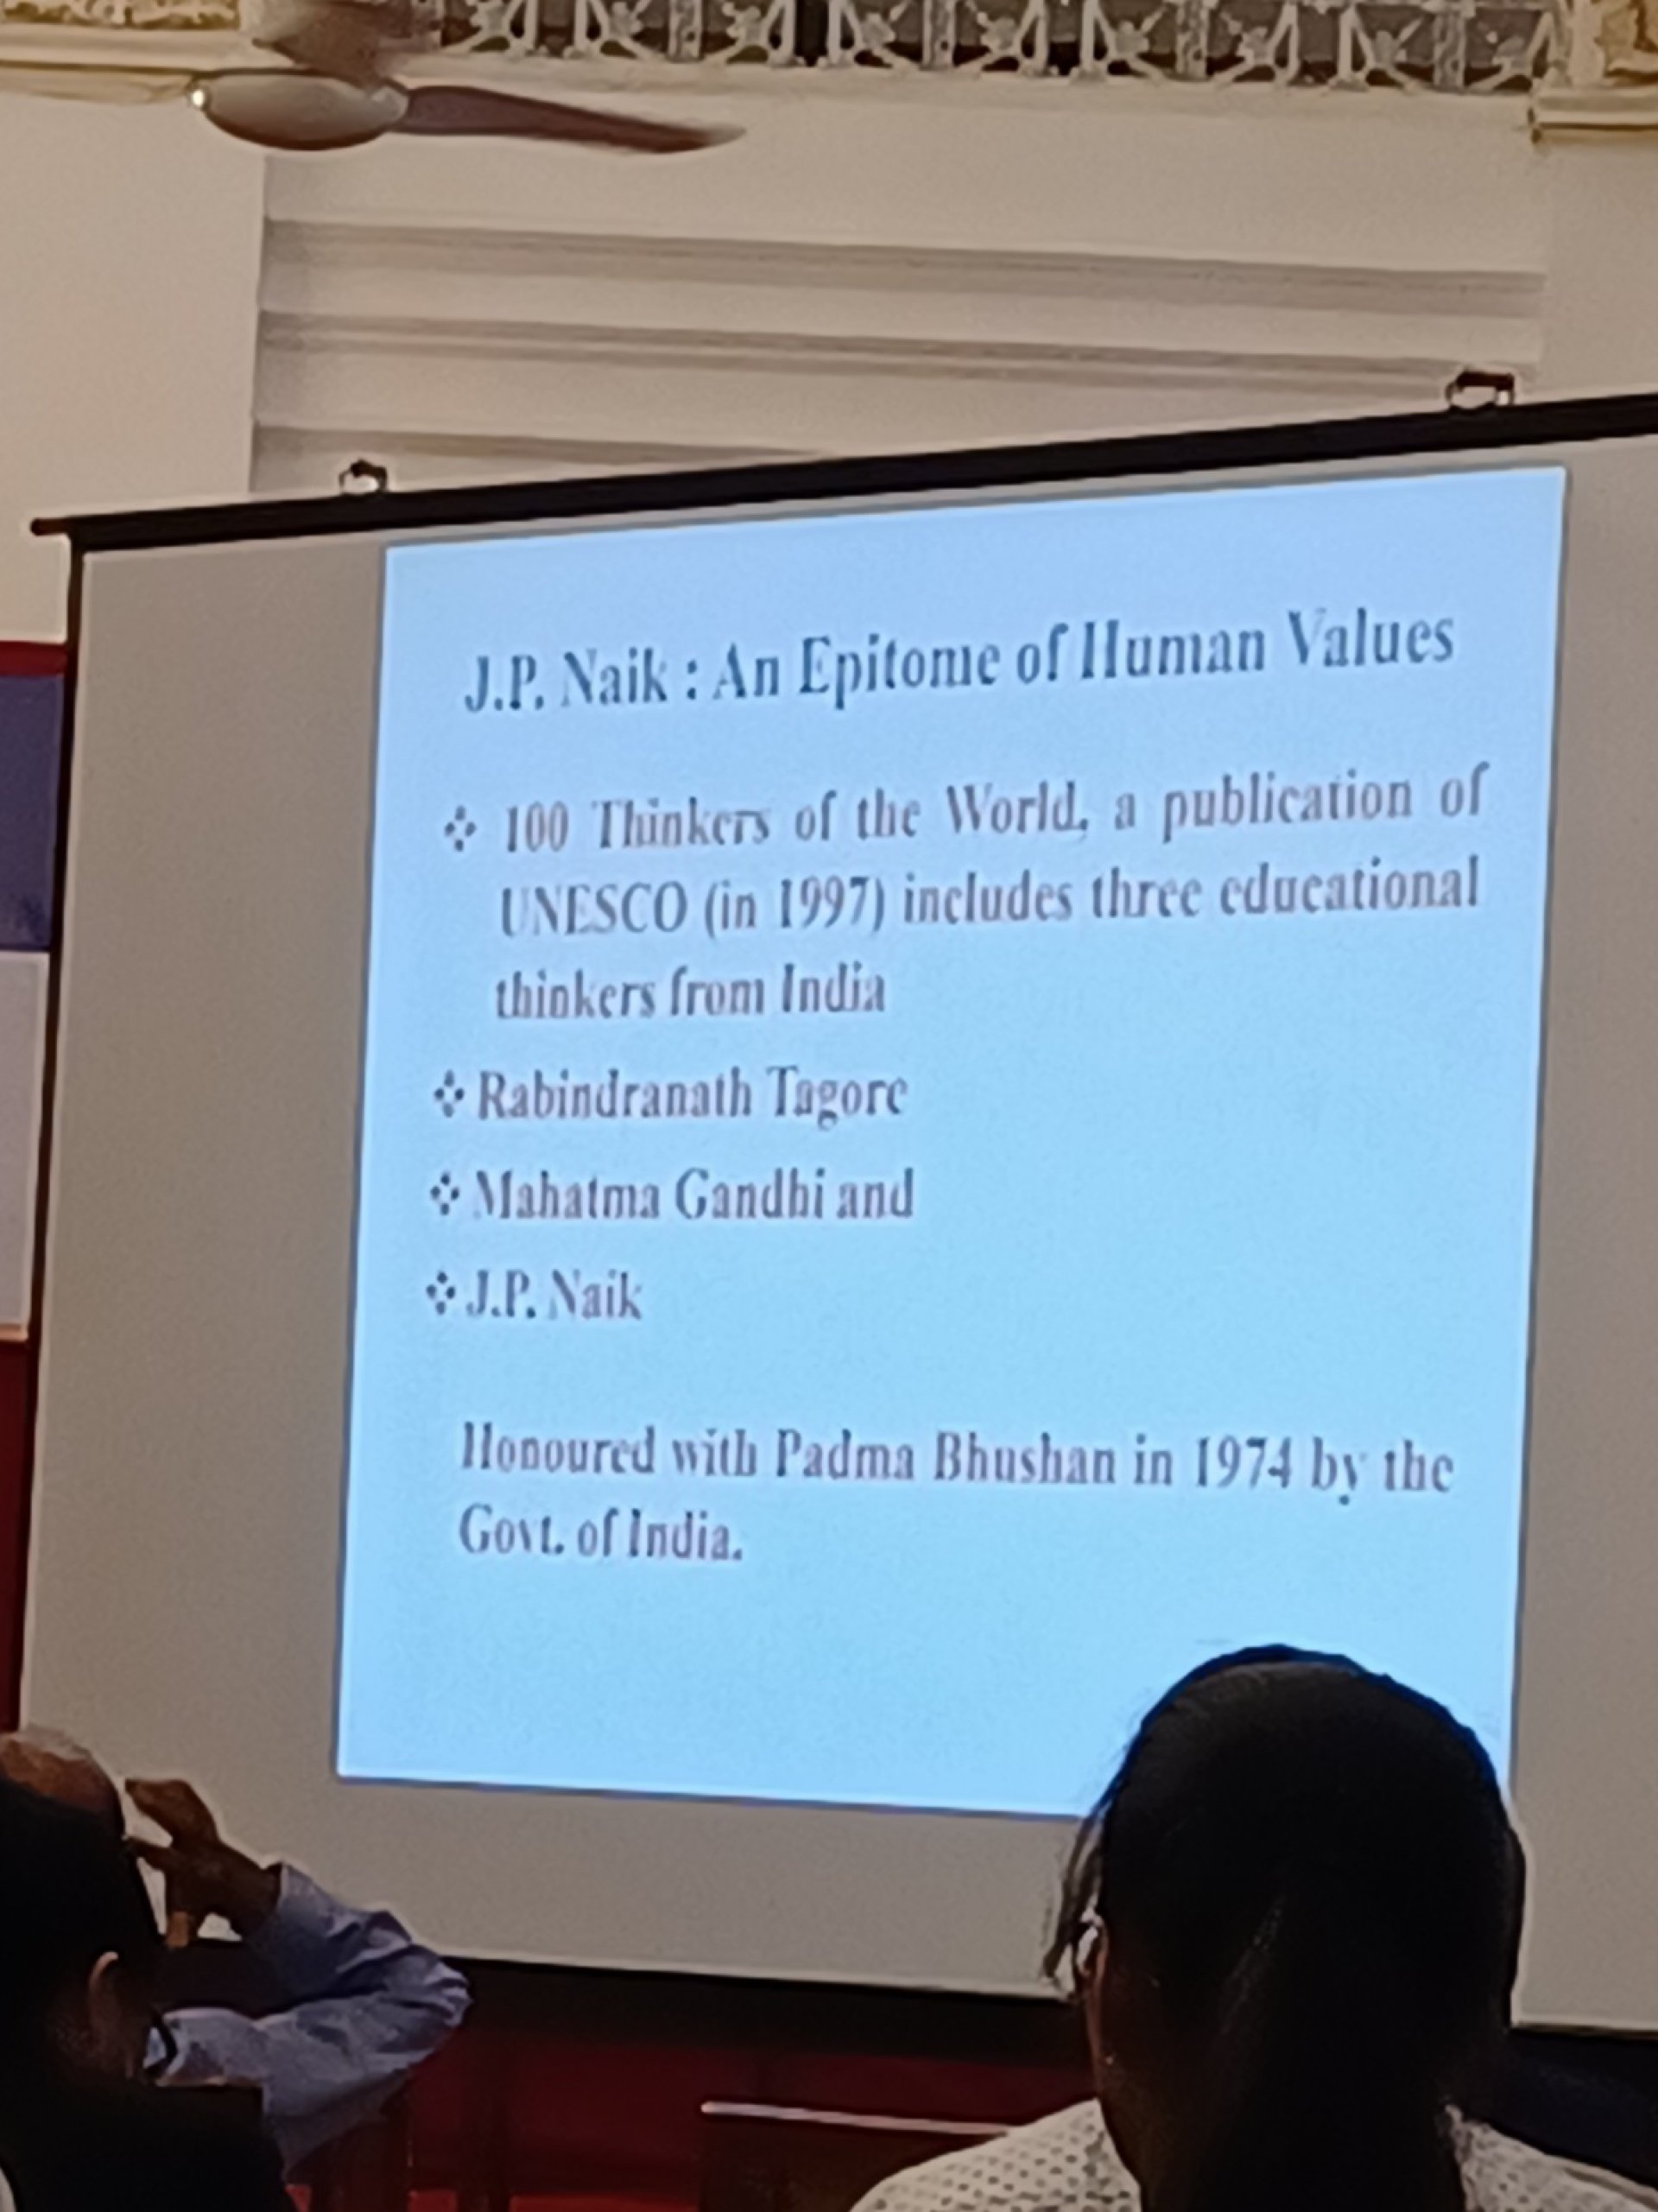 J.P. Naik : An Epitome of Human Values
❖ 100 Thinkers of the World, a publication of
UNESCO (in 1997) includes three educational
thinkers from India
❖ Rabindranath Tagore
❖ Mahatma Gandhi and
❖ J.P. Naik
Honoured with Padma Bhushan in 1974 by the
Govt. of India.